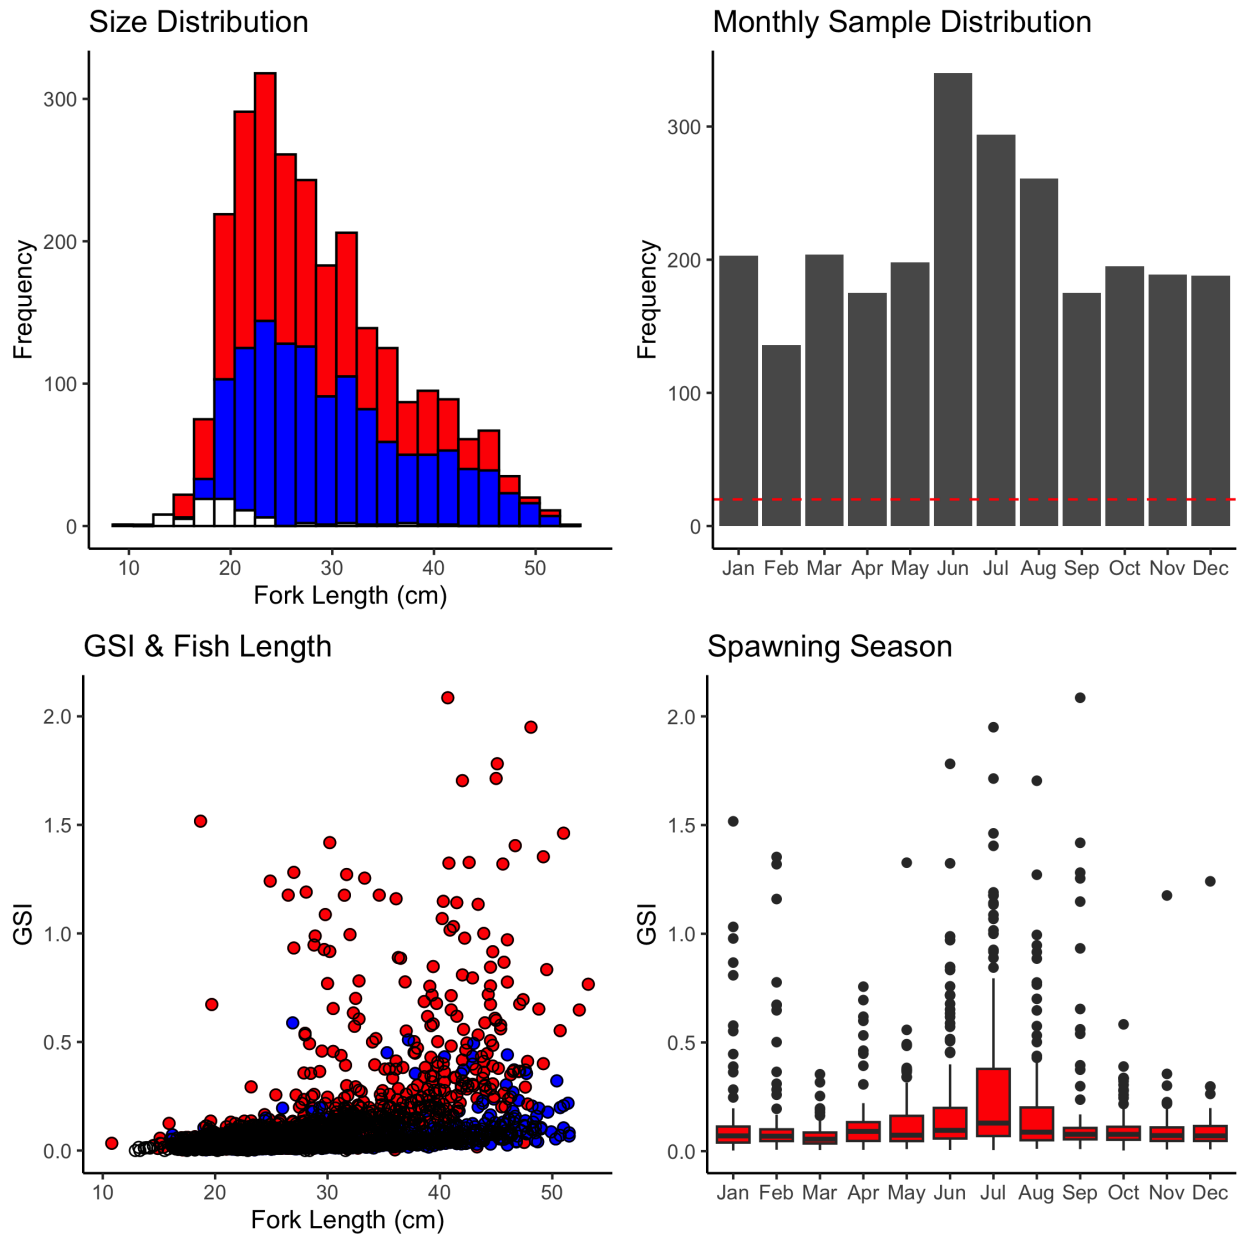 Size Distribution
Frequency
300
200
100
0
10 20 30 40 50
Fork Length (cm)
Monthly Sample Distribution
Frequency
300
200
100
0
Jan Feb Mar Apr May Jun Jul Aug Sep Oct Nov Dec
GSI & Fish Length
GSI
2.0
1.5
1.0
0.5
0.0
10 20 30 40 50
Fork Length (cm)
Spawning Season
GSI
2.0
1.5
1.0
0.5
0.0
Jan Feb Mar Apr May Jun Jul Aug Sep Oct Nov Dec